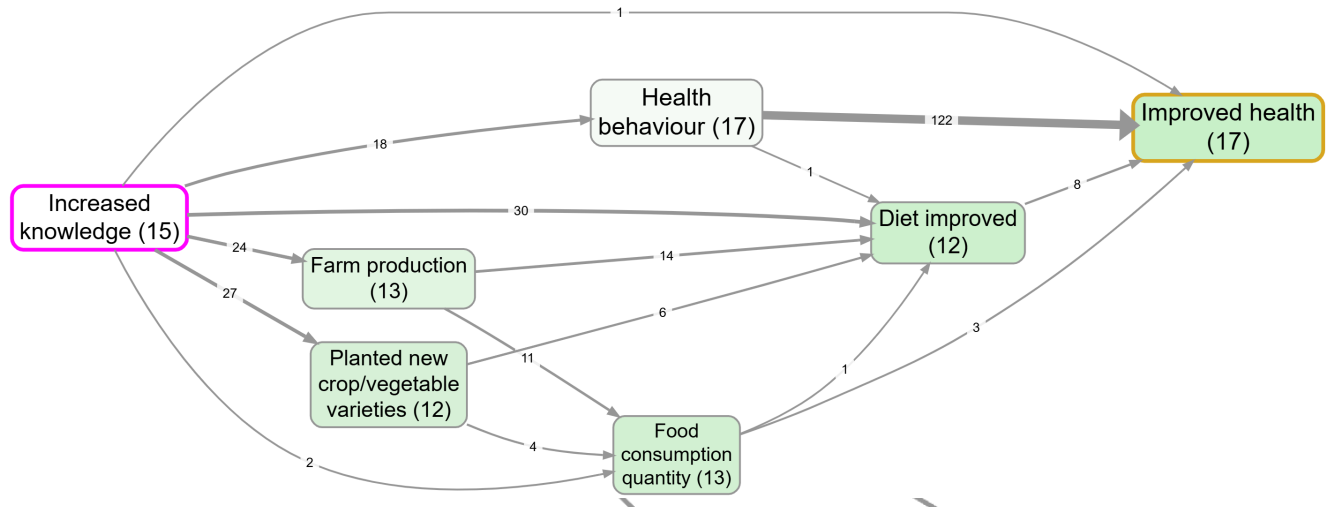 1
Health
behaviour (17)
Improved health
(17)
122
18
1
8
Increased
knowledge (15)
30
Diet improved
(12)
24
Farm production
(13)
14
27
6
3
Planted new
crop/vegetable
varieties (12)
11
1
4
Food
consumption
quantity (13)
2